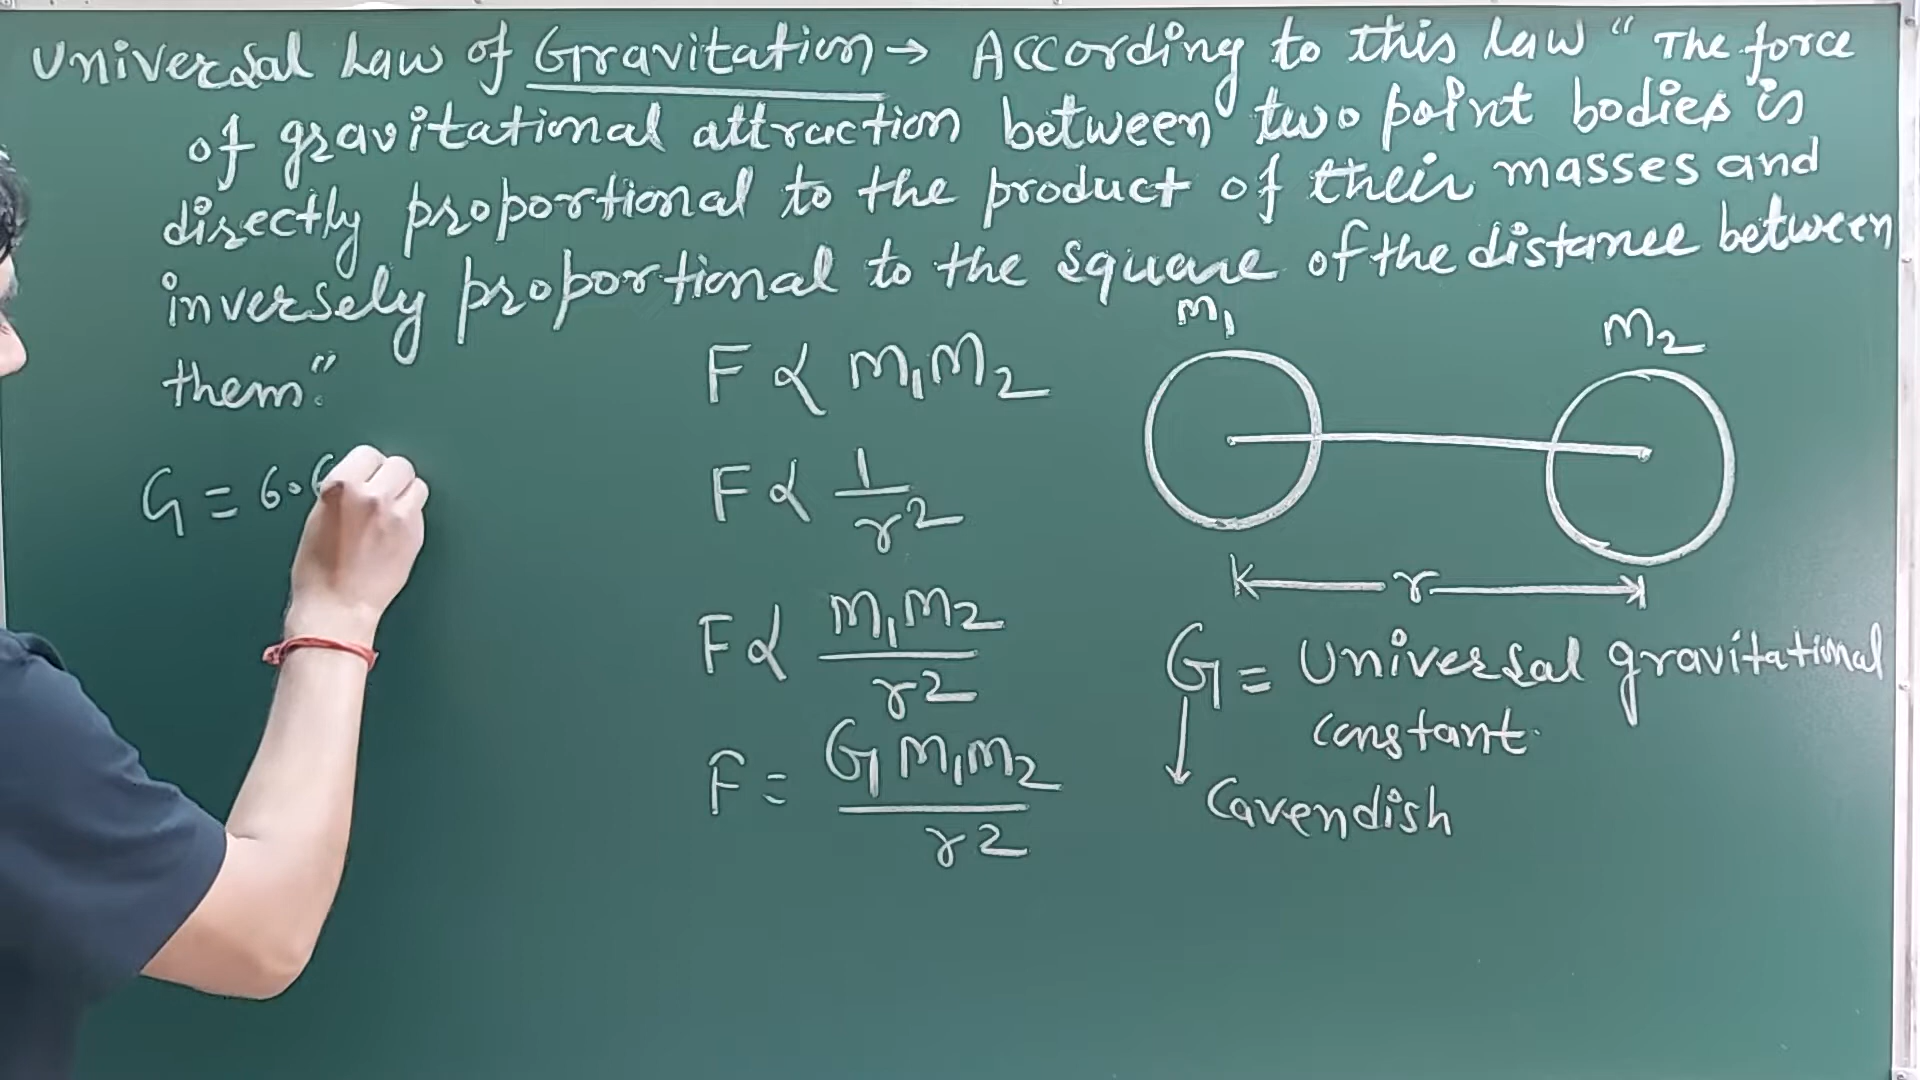 Universal Law of Gravitation → According to this law “ The force
of gravitational attraction between two point bodies is
directly proportional to the product of their masses and
inversely proportional to the square of the distance between
them”.
G = 6.6
F ∝ m₁m₂
F ∝ 1/r²
F ∝ m₁m₂/r²
F = G m₁m₂/r²
m₁
m₂
r
G = Universal gravitational
constant.
Cavendish